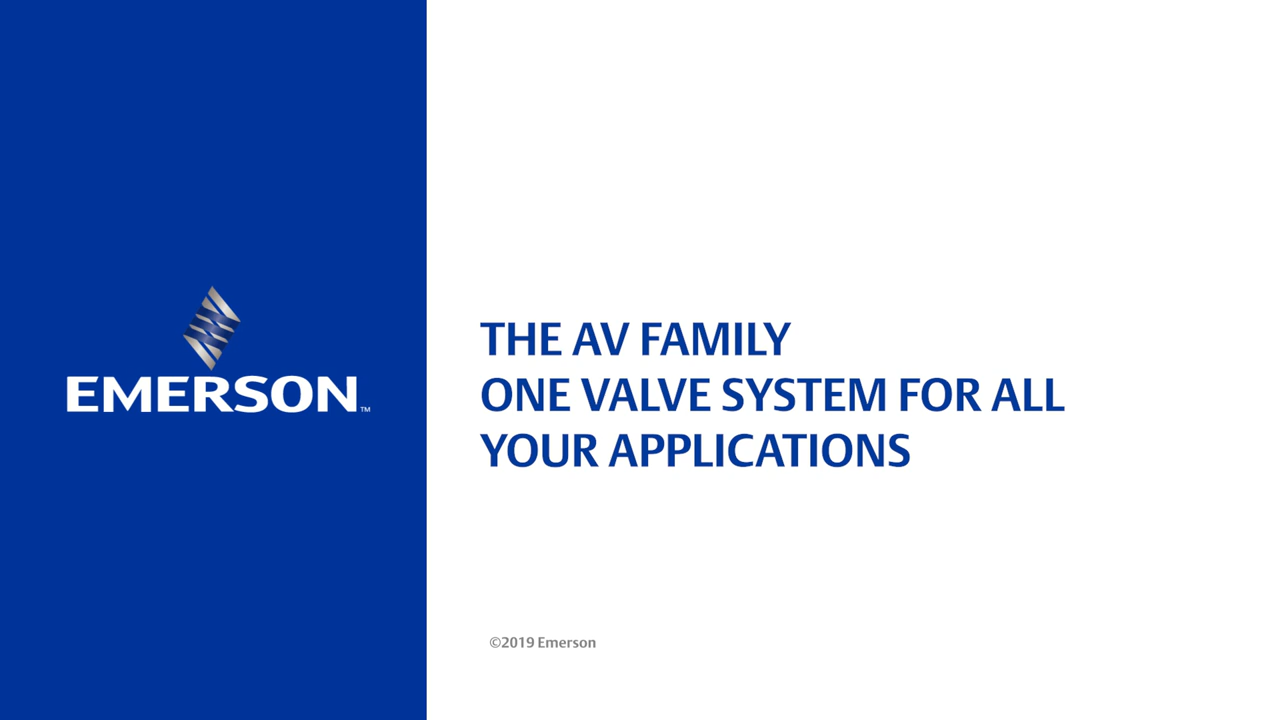 EMERSON™
THE AV FAMILY
ONE VALVE SYSTEM FOR ALL
YOUR APPLICATIONS
©2019 Emerson